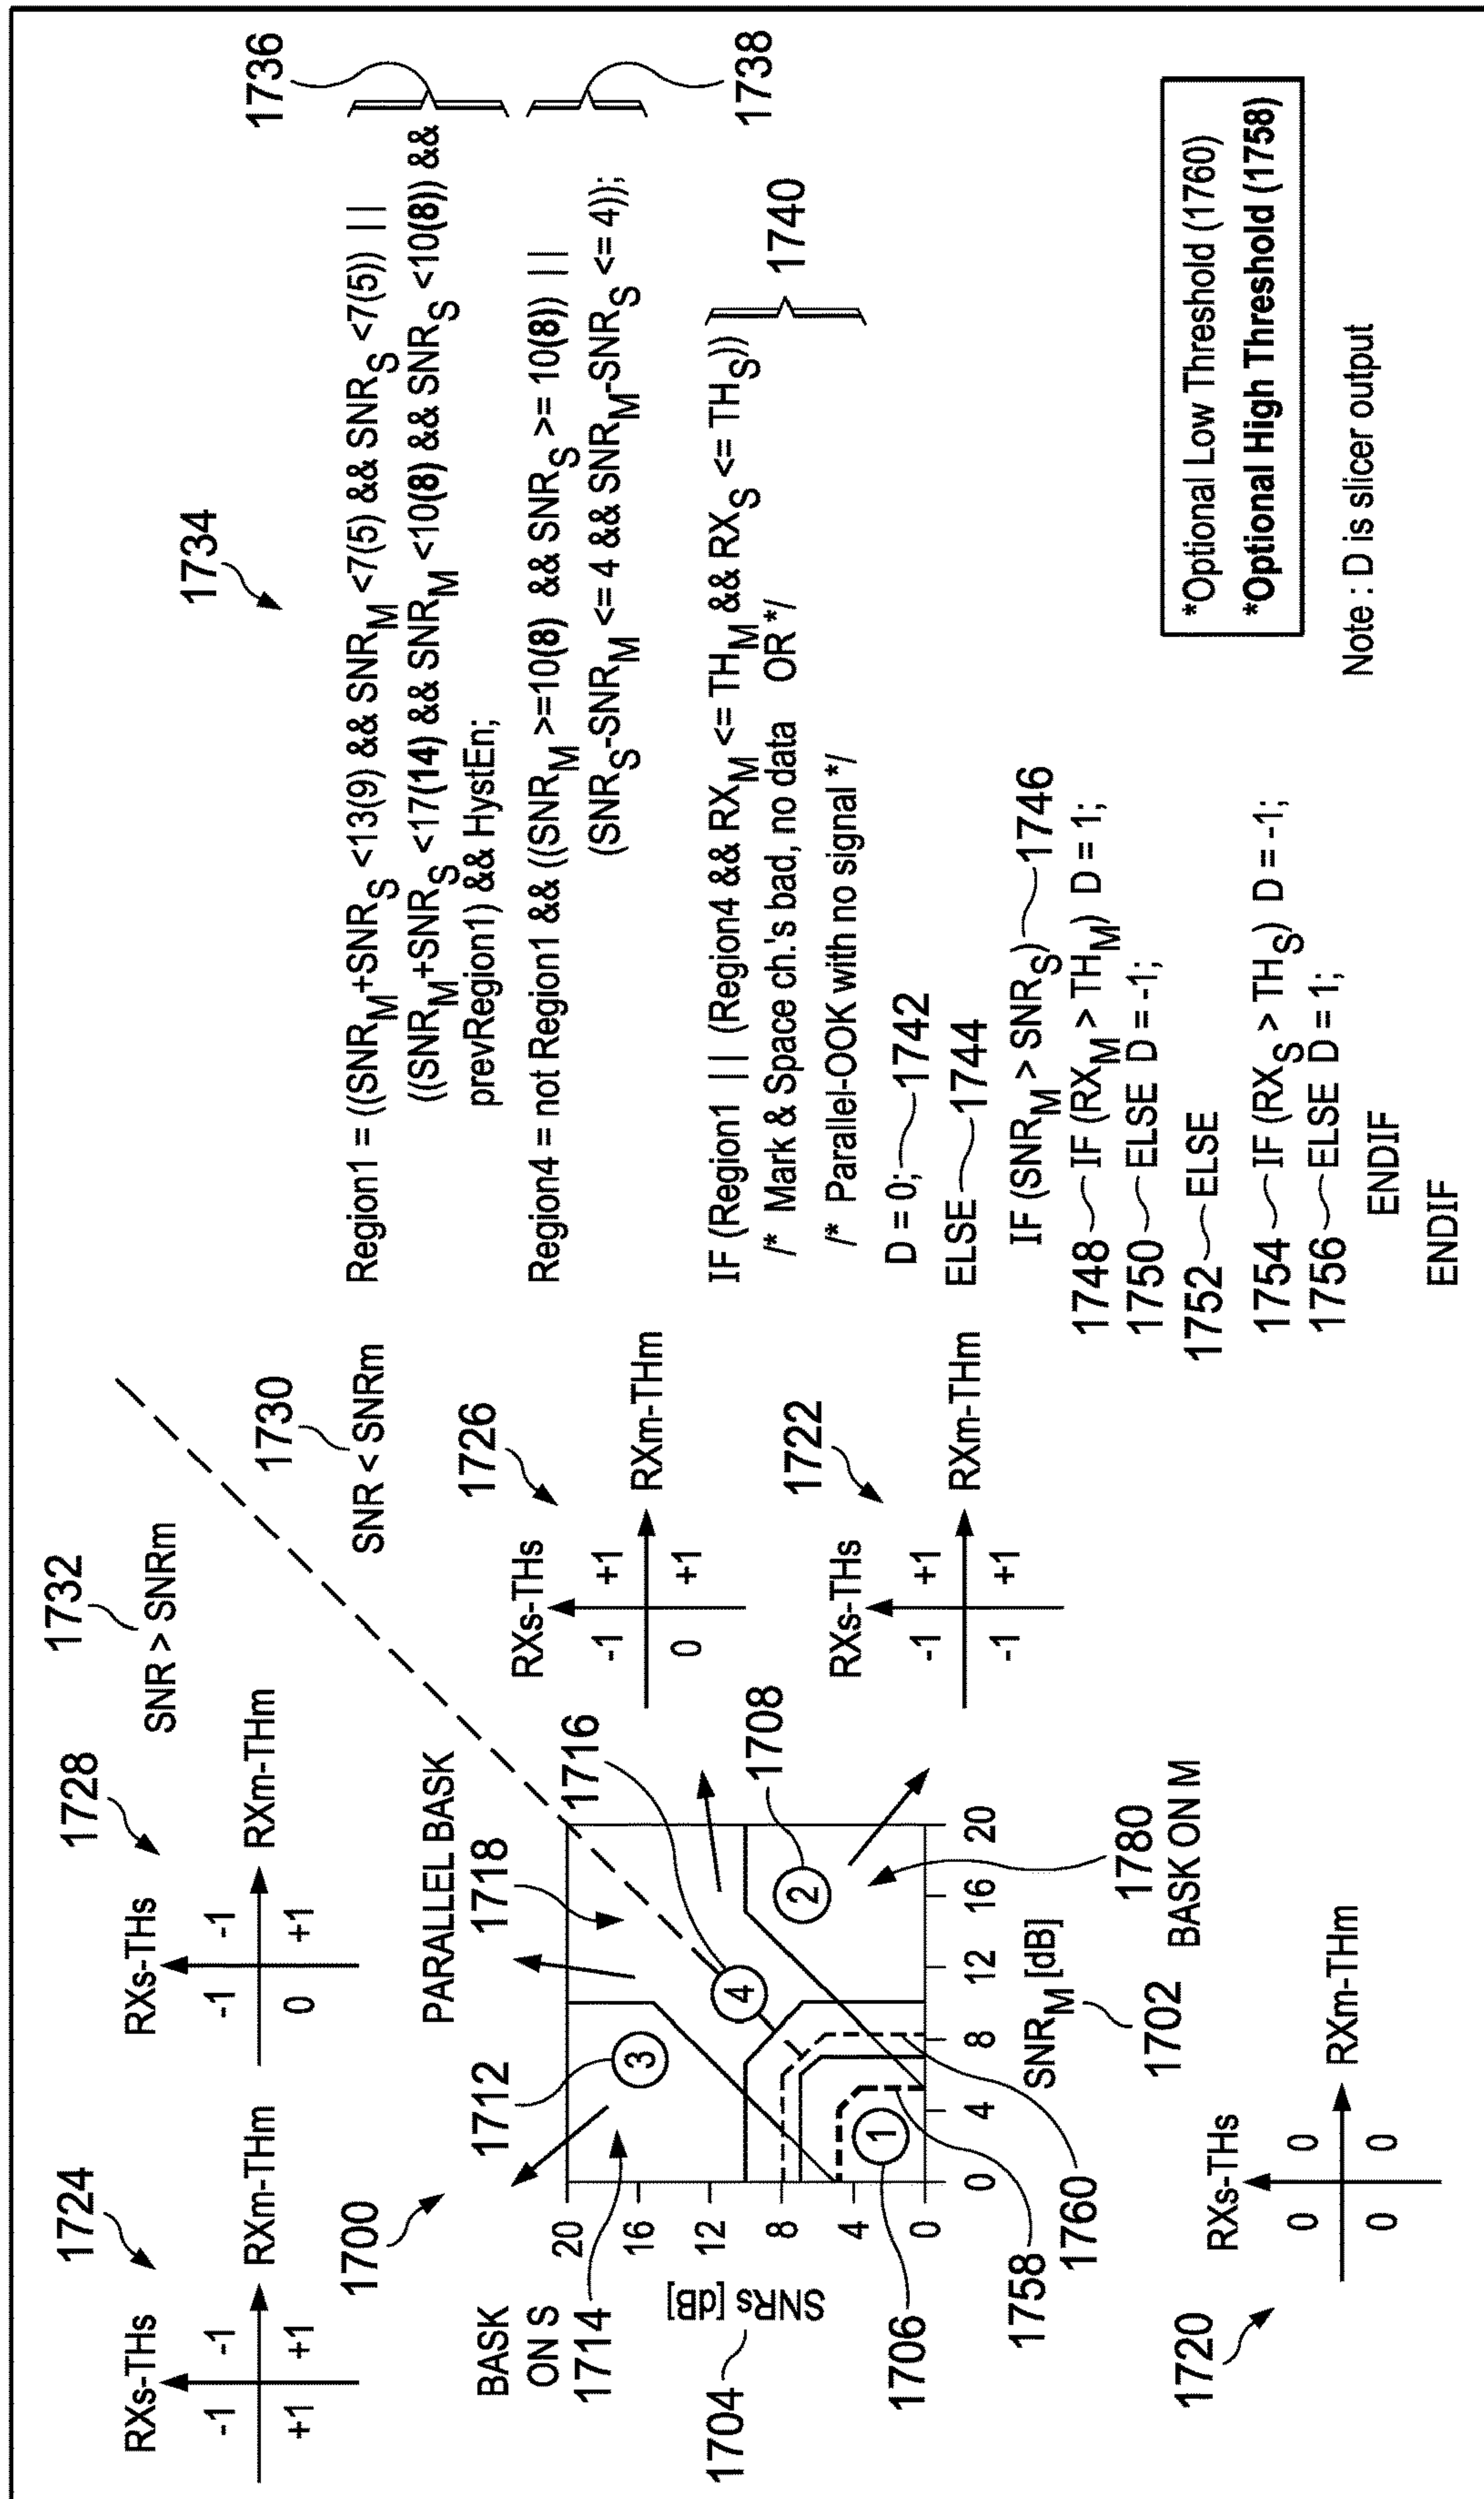 1724
RXs-THs
RXm-THm
-1 -1
+1 +1
1728
RXs-THs
RXm-THm
-1 -1
0 +1
1732
SNR > SNRm
1730
SNR < SNRm
1700
BASK
ON S
1714
1712
PARALLEL BASK
1718
1716
1726
RXs-THs
RXm-THm
-1 +1
0 +1
1708
1722
RXs-THs
RXm-THm
-1 +1
-1 +1
1704
SNRs [dB]
20
16
12
8
4
0
3
4
2
1
0 4 8 12 16 20
SNRM [dB]
1702
1780
BASK ON M
1706
1758
1760
1720
RXs-THs
RXm-THm
0 0
0 0
1734
Region1 = ((SNRM+SNRS <13(9) && SNRM <7(5) && SNRS <7(5)) ||
((SNRM+SNRS <17(14) && SNRM <10(8) && SNRS <10(8)) &&
prevRegion1) && HystEn;
1736
Region4 = not Region1 && ((SNRM >=10(8) && SNRS >= 10(8)) ||
(SNRS-SNRM <= 4 && SNRM-SNRS <= 4));
1738
IF (Region1 || (Region4 && RXM <= THM && RXS <= THS))
/* Mark & Space ch.'s bad, no data OR */
/* Parallel-OOK with no signal */
1740
D = 0; 1742
ELSE 1744
IF (SNRM > SNRS) 1746
1748 IF (RXM > THM) D = 1;
1750 ELSE D = -1;
1752 ELSE
1754 IF (RXS > THS) D = -1;
1756 ELSE D = 1;
ENDIF
ENDIF
*Optional Low Threshold (1760)
*Optional High Threshold (1758)
Note : D is slicer output